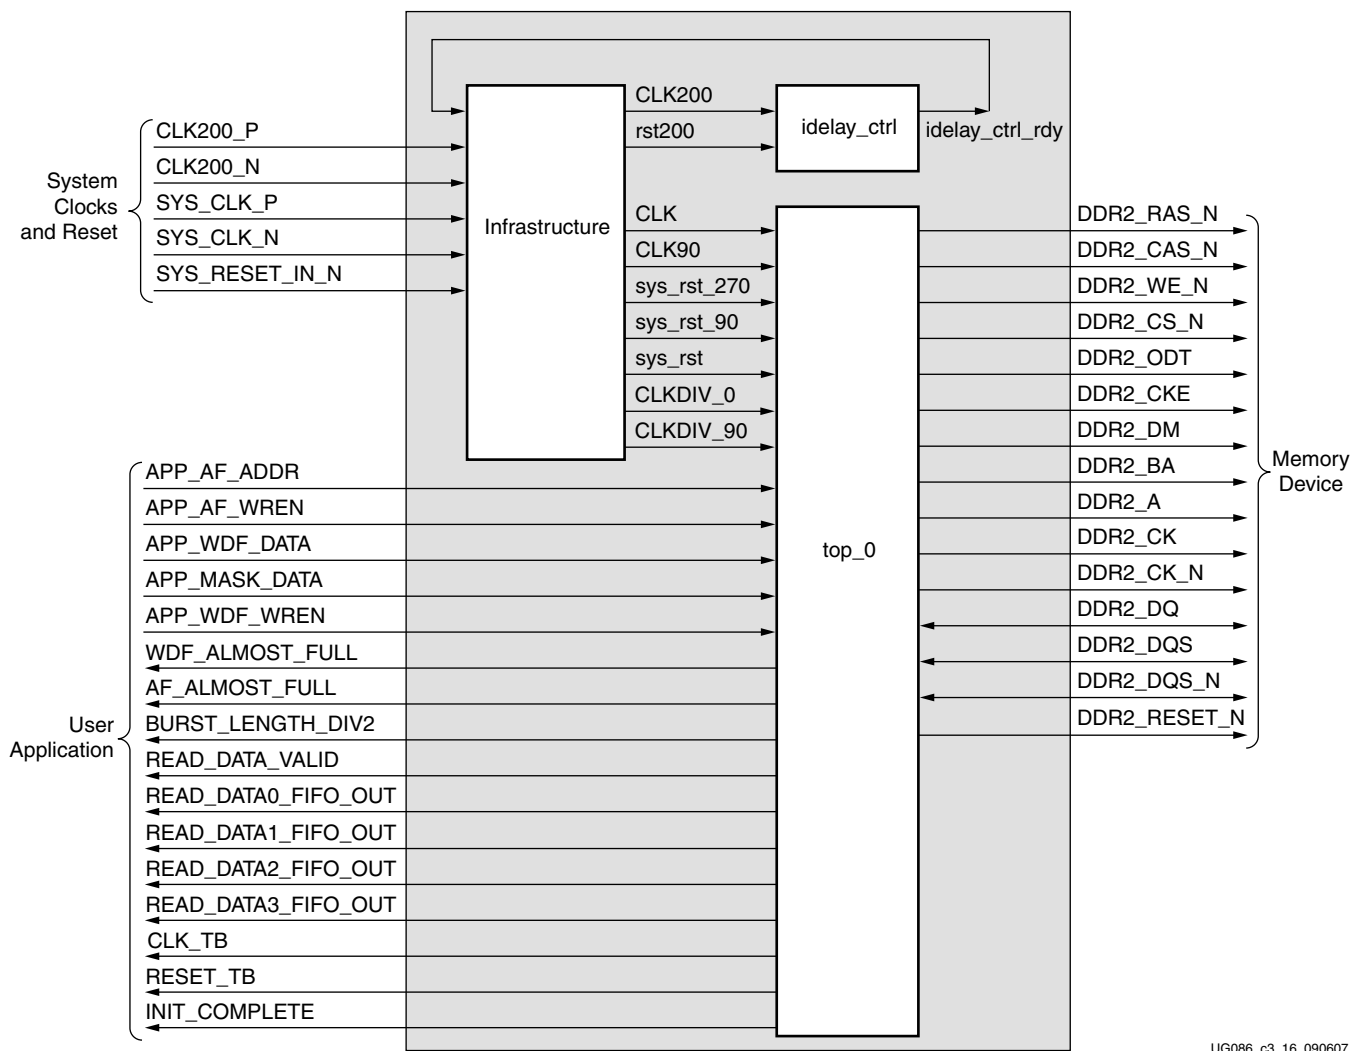 CLK200
rst200
idelay_ctrl
idelay_ctrl_rdy
System
Clocks
and Reset
CLK200_P
CLK200_N
SYS_CLK_P
SYS_CLK_N
SYS_RESET_IN_N
Infrastructure
CLK
CLK90
sys_rst_270
sys_rst_90
sys_rst
CLKDIV_0
CLKDIV_90
User
Application
APP_AF_ADDR
APP_AF_WREN
APP_WDF_DATA
APP_MASK_DATA
APP_WDF_WREN
WDF_ALMOST_FULL
AF_ALMOST_FULL
BURST_LENGTH_DIV2
READ_DATA_VALID
READ_DATA0_FIFO_OUT
READ_DATA1_FIFO_OUT
READ_DATA2_FIFO_OUT
READ_DATA3_FIFO_OUT
CLK_TB
RESET_TB
INIT_COMPLETE
top_0
DDR2_RAS_N
DDR2_CAS_N
DDR2_WE_N
DDR2_CS_N
DDR2_ODT
DDR2_CKE
DDR2_DM
DDR2_BA
DDR2_A
DDR2_CK
DDR2_CK_N
DDR2_DQ
DDR2_DQS
DDR2_DQS_N
DDR2_RESET_N
Memory
Device
UG086_c3_16_090607